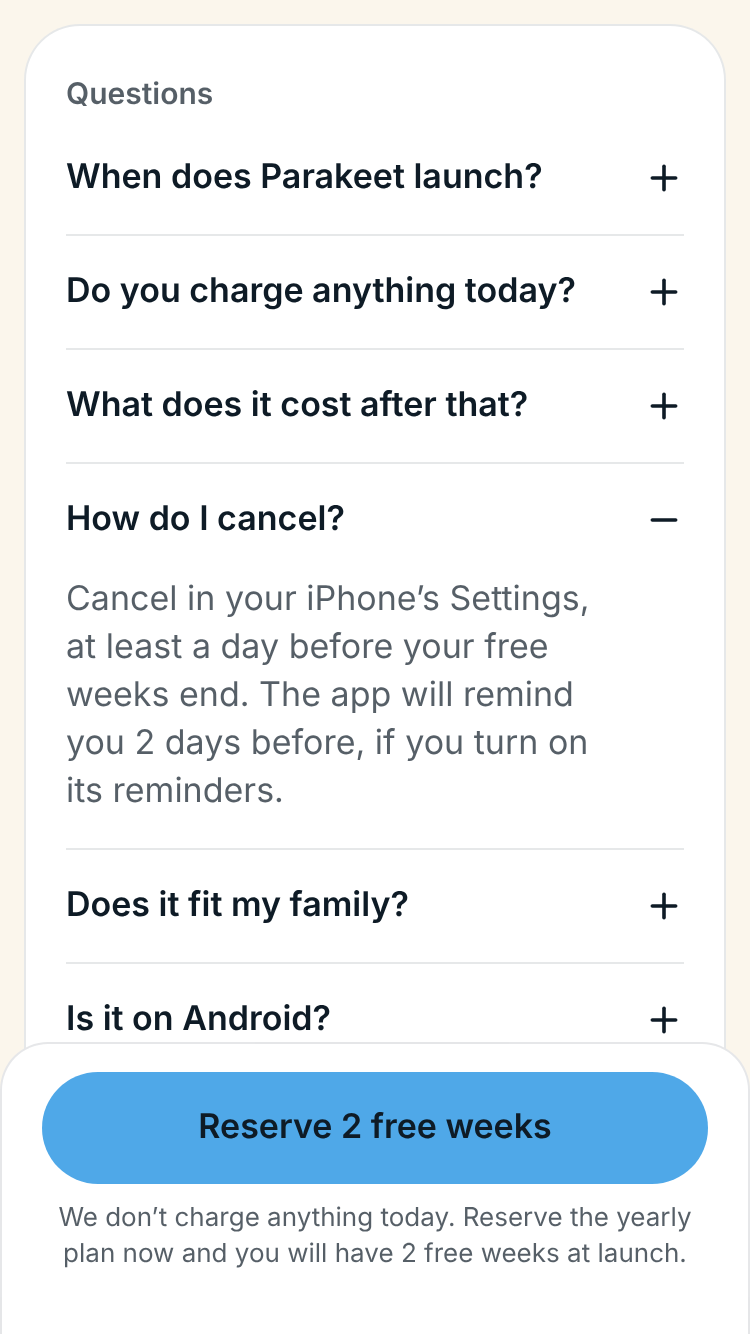 Questions
When does Parakeet launch?
Do you charge anything today?
What does it cost after that?
How do I cancel?
Cancel in your iPhone’s Settings,
at least a day before your free
weeks end. The app will remind
you 2 days before, if you turn on
its reminders.
Does it fit my family?
Is it on Android?
Reserve 2 free weeks
We don’t charge anything today. Reserve the yearly
plan now and you will have 2 free weeks at launch.